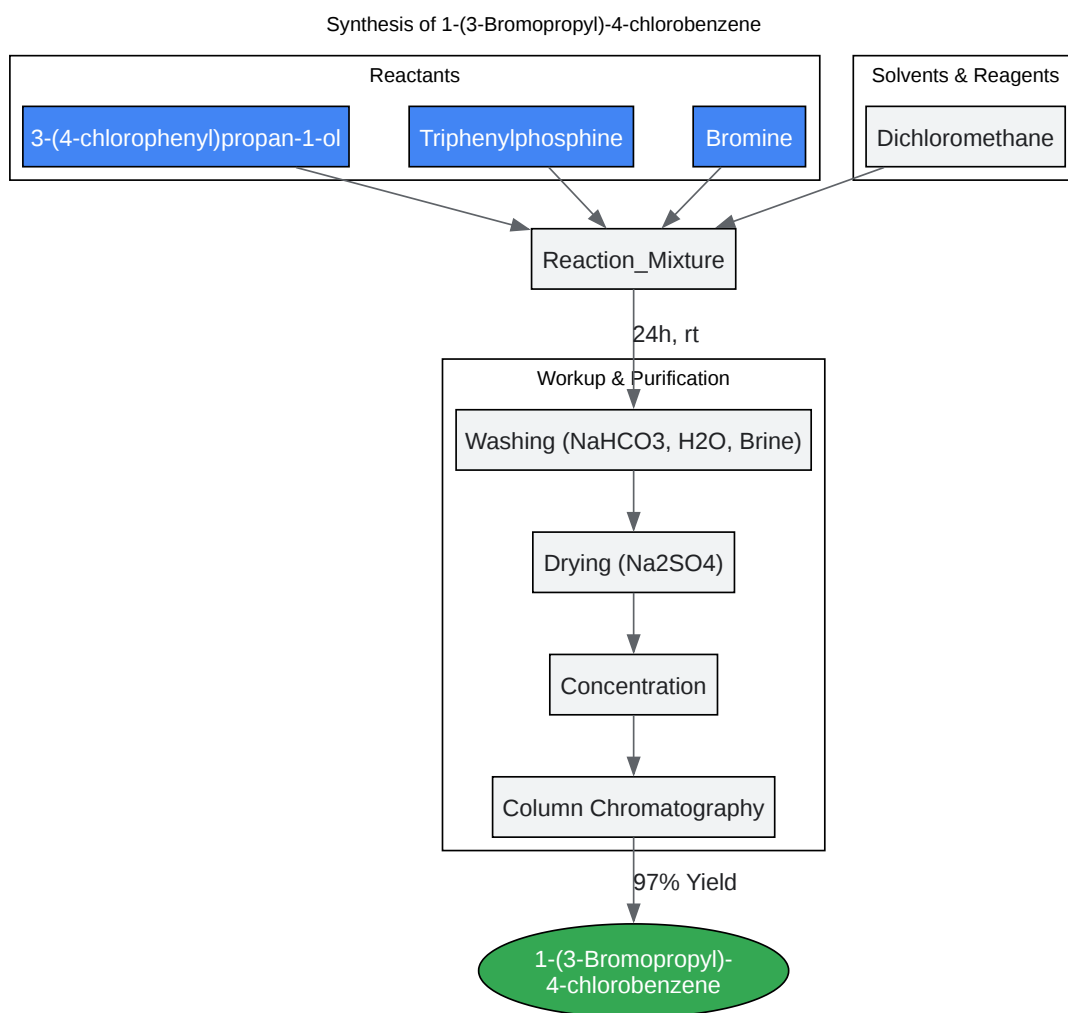 Synthesis of 1-(3-Bromopropyl)-4-chlorobenzene
Reactants
Solvents & Reagents
3-(4-chlorophenyl)propan-1-ol
Triphenylphosphine
Bromine
Dichloromethane
Reaction_Mixture
24h, rt
Workup & Purification
Washing (NaHCO3, H2O, Brine)
Drying (Na2SO4)
Concentration
Column Chromatography
97% Yield
1-(3-Bromopropyl)-
4-chlorobenzene